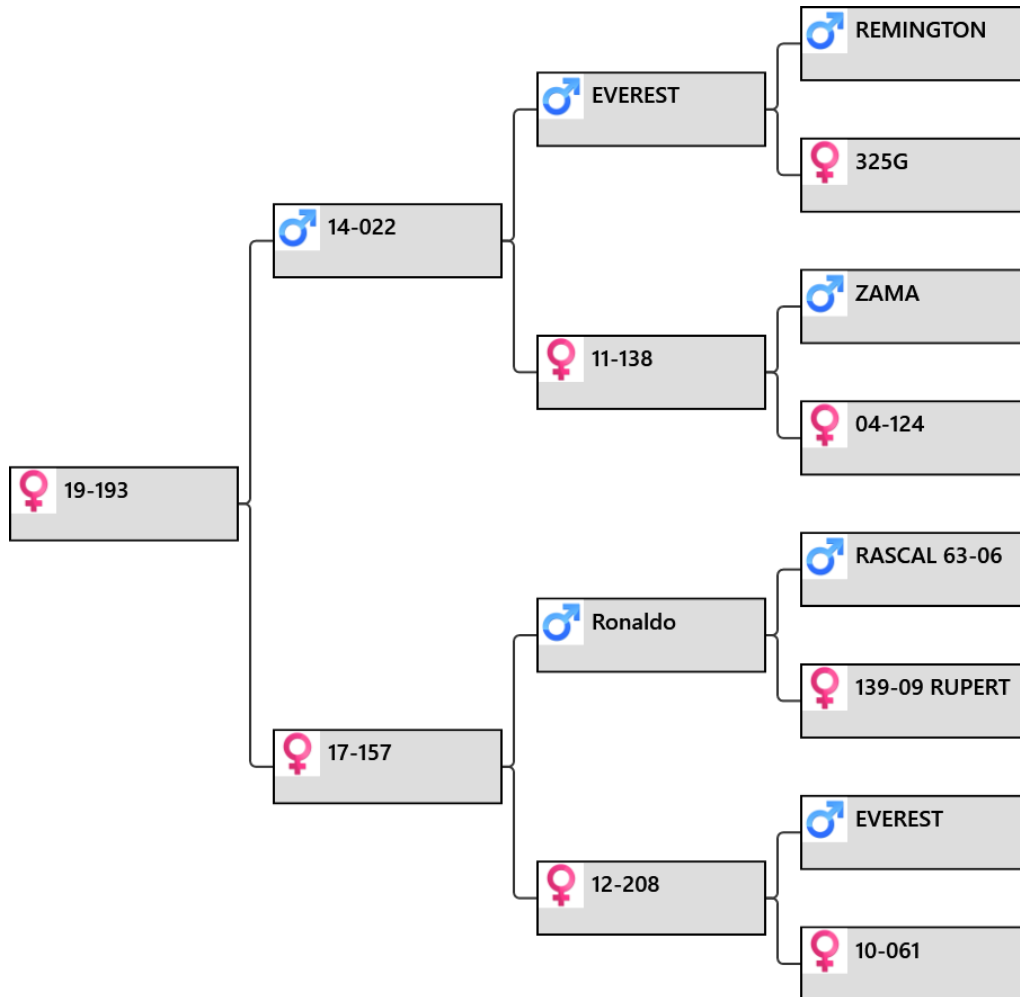 REMINGTON
EVEREST
325G
14-022
ZAMA
11-138
04-124
19-193
RASCAL 63-06
Ronaldo
139-09 RUPERT
17-157
EVEREST
12-208
10-061